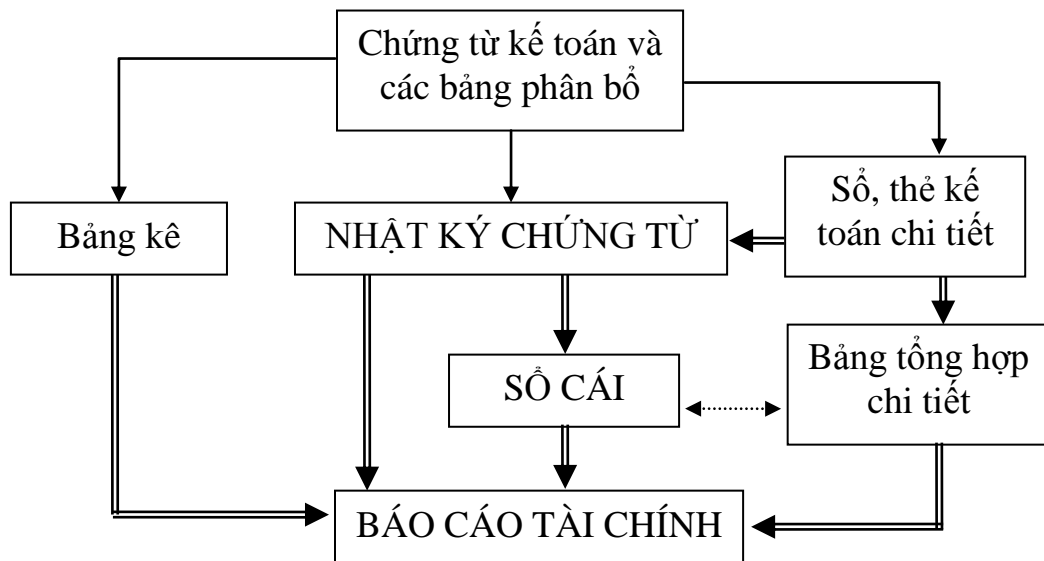 Chứng từ kế toán và
các bảng phân bổ
Bảng kê
NHẬT KÝ CHỨNG TỪ
Sổ, thẻ kế
toán chi tiết
SỔ CÁI
Bảng tổng hợp
chi tiết
BÁO CÁO TÀI CHÍNH